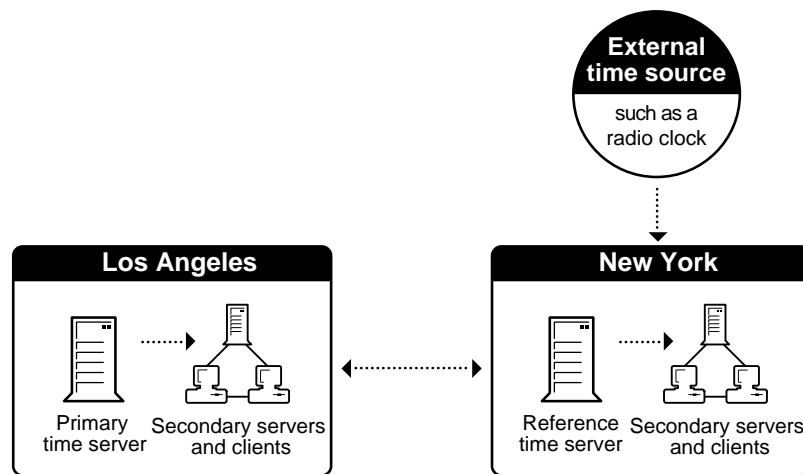 External
time source
such as a
radio clock
Los Angeles
Primary
time server
Secondary servers
and clients
New York
Reference
time server
Secondary servers
and clients